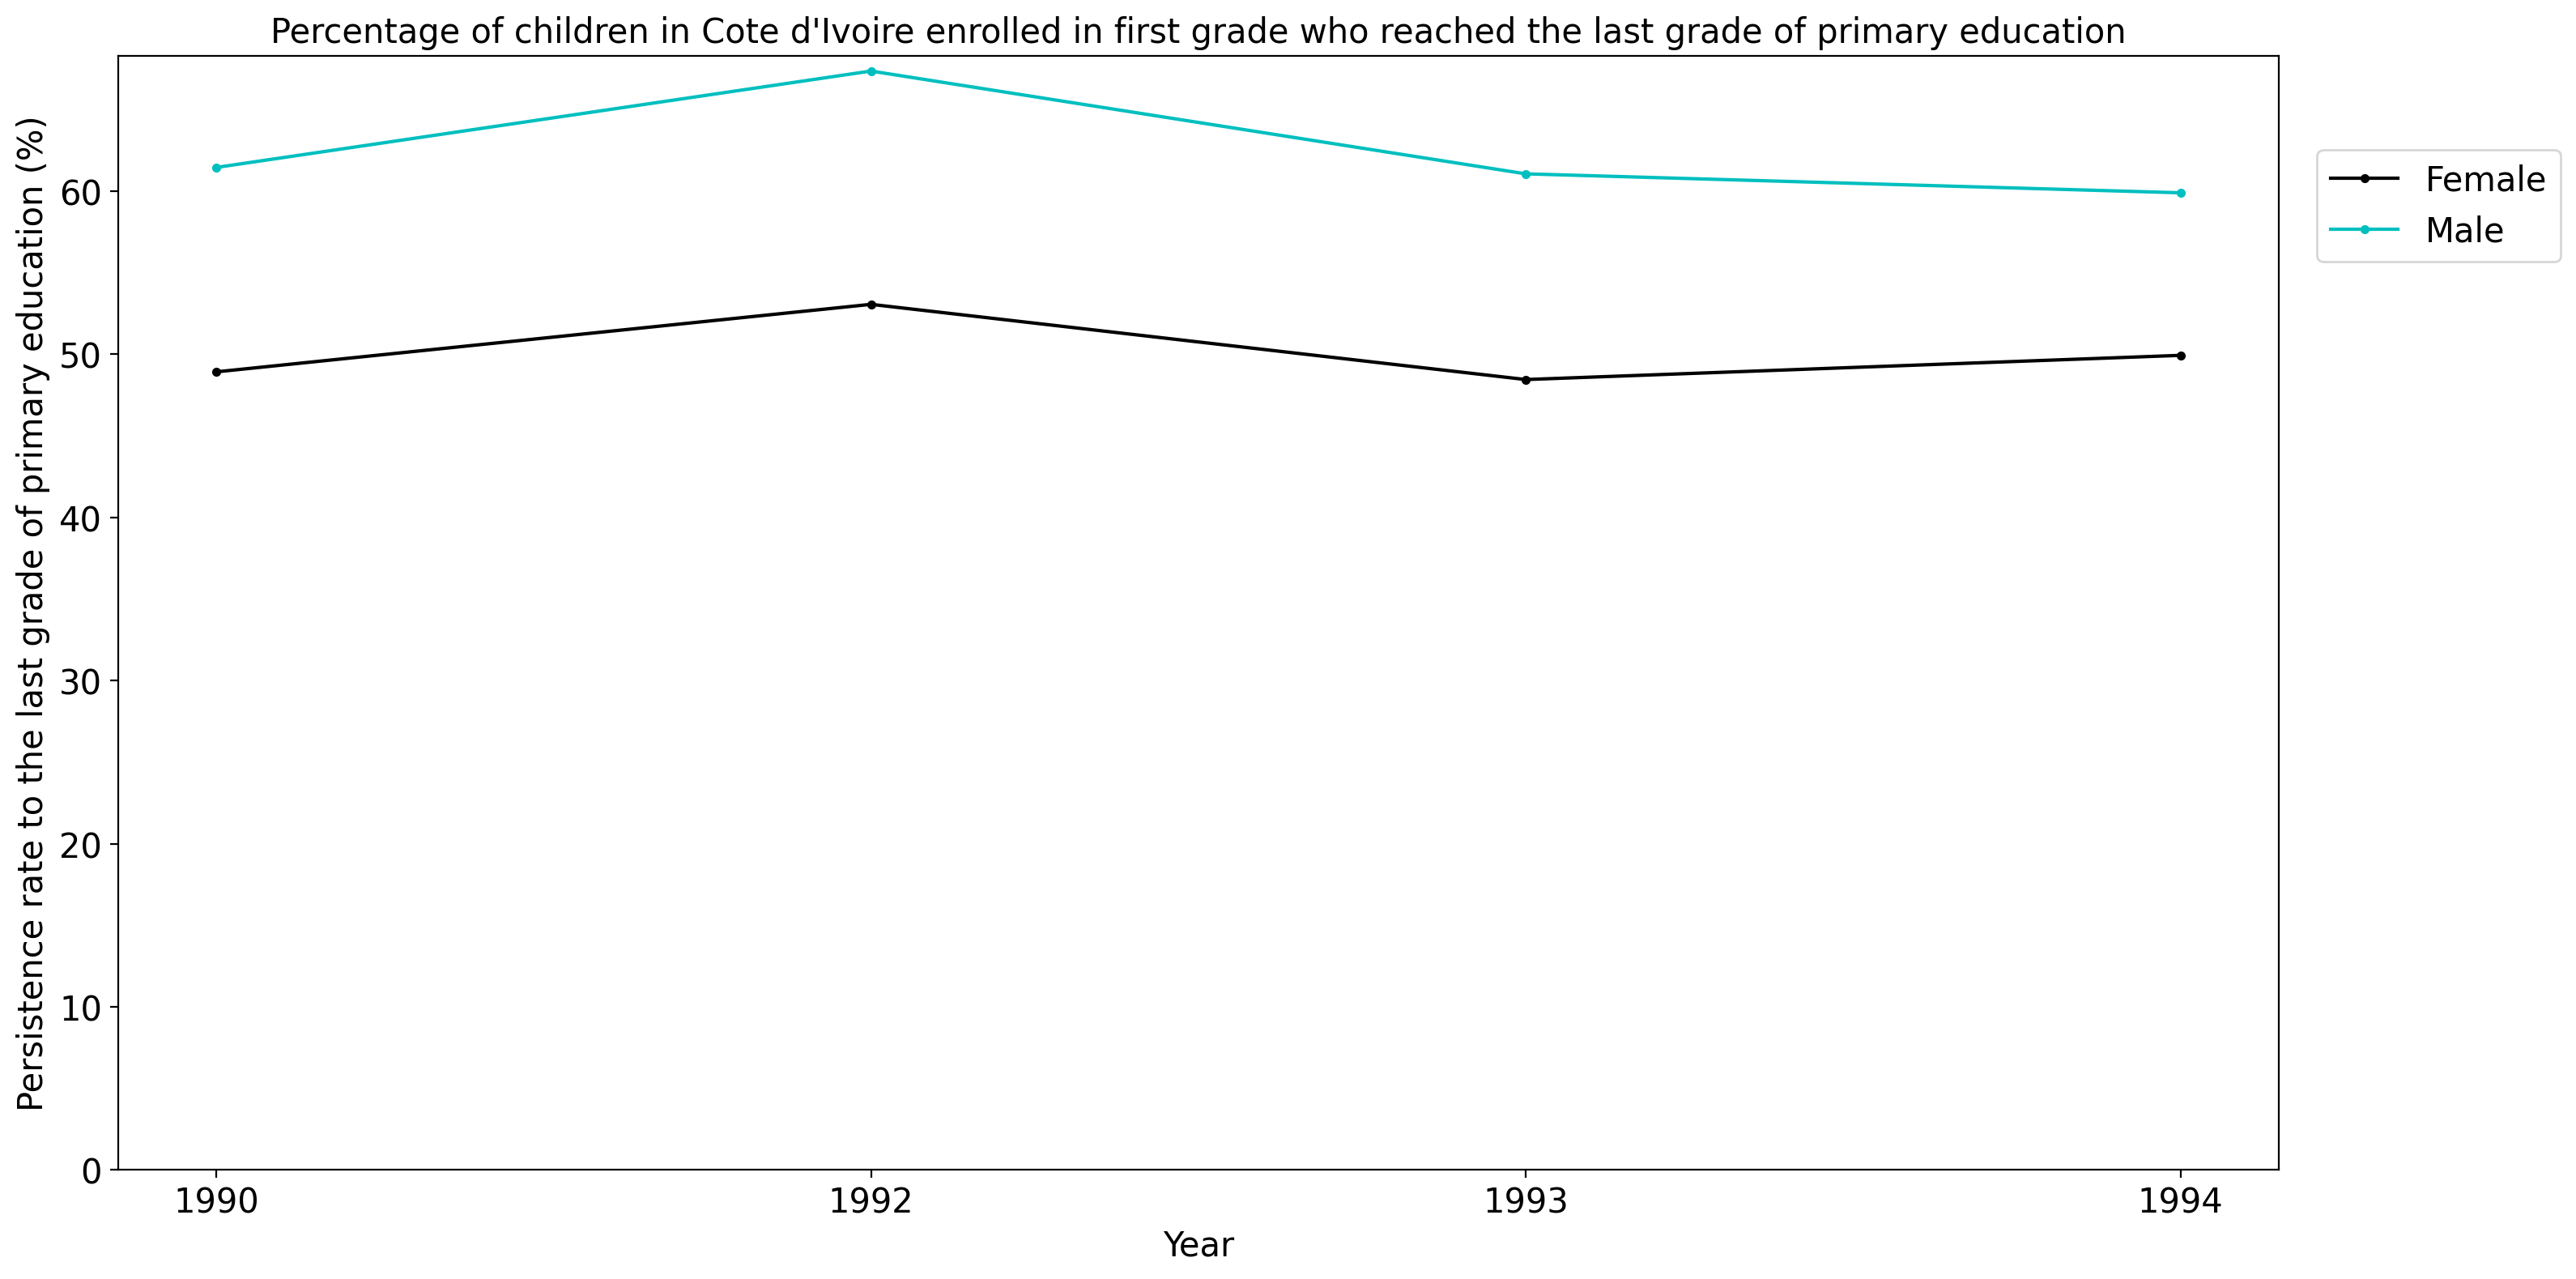 Percentage of children in Cote d'Ivoire enrolled in first grade who reached the last grade of primary education
Persistence rate to the last grade of primary education (%)
60
50
40
30
20
10
0
1990
1992
1993
1994
Year
Female
Male